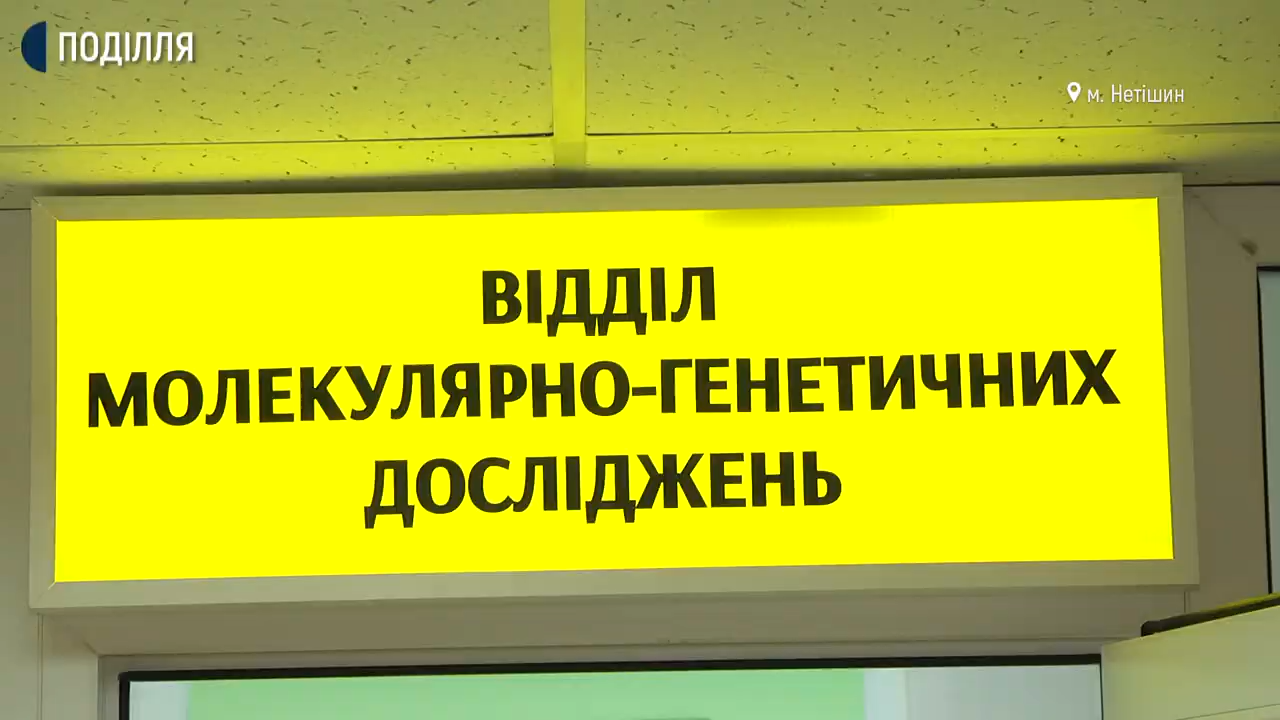 ПОДІЛЛЯ
м. Нетішин
ВІДДІЛ
МОЛЕКУЛЯРНО-ГЕНЕТИЧНИХ
ДОСЛІДЖЕНЬ